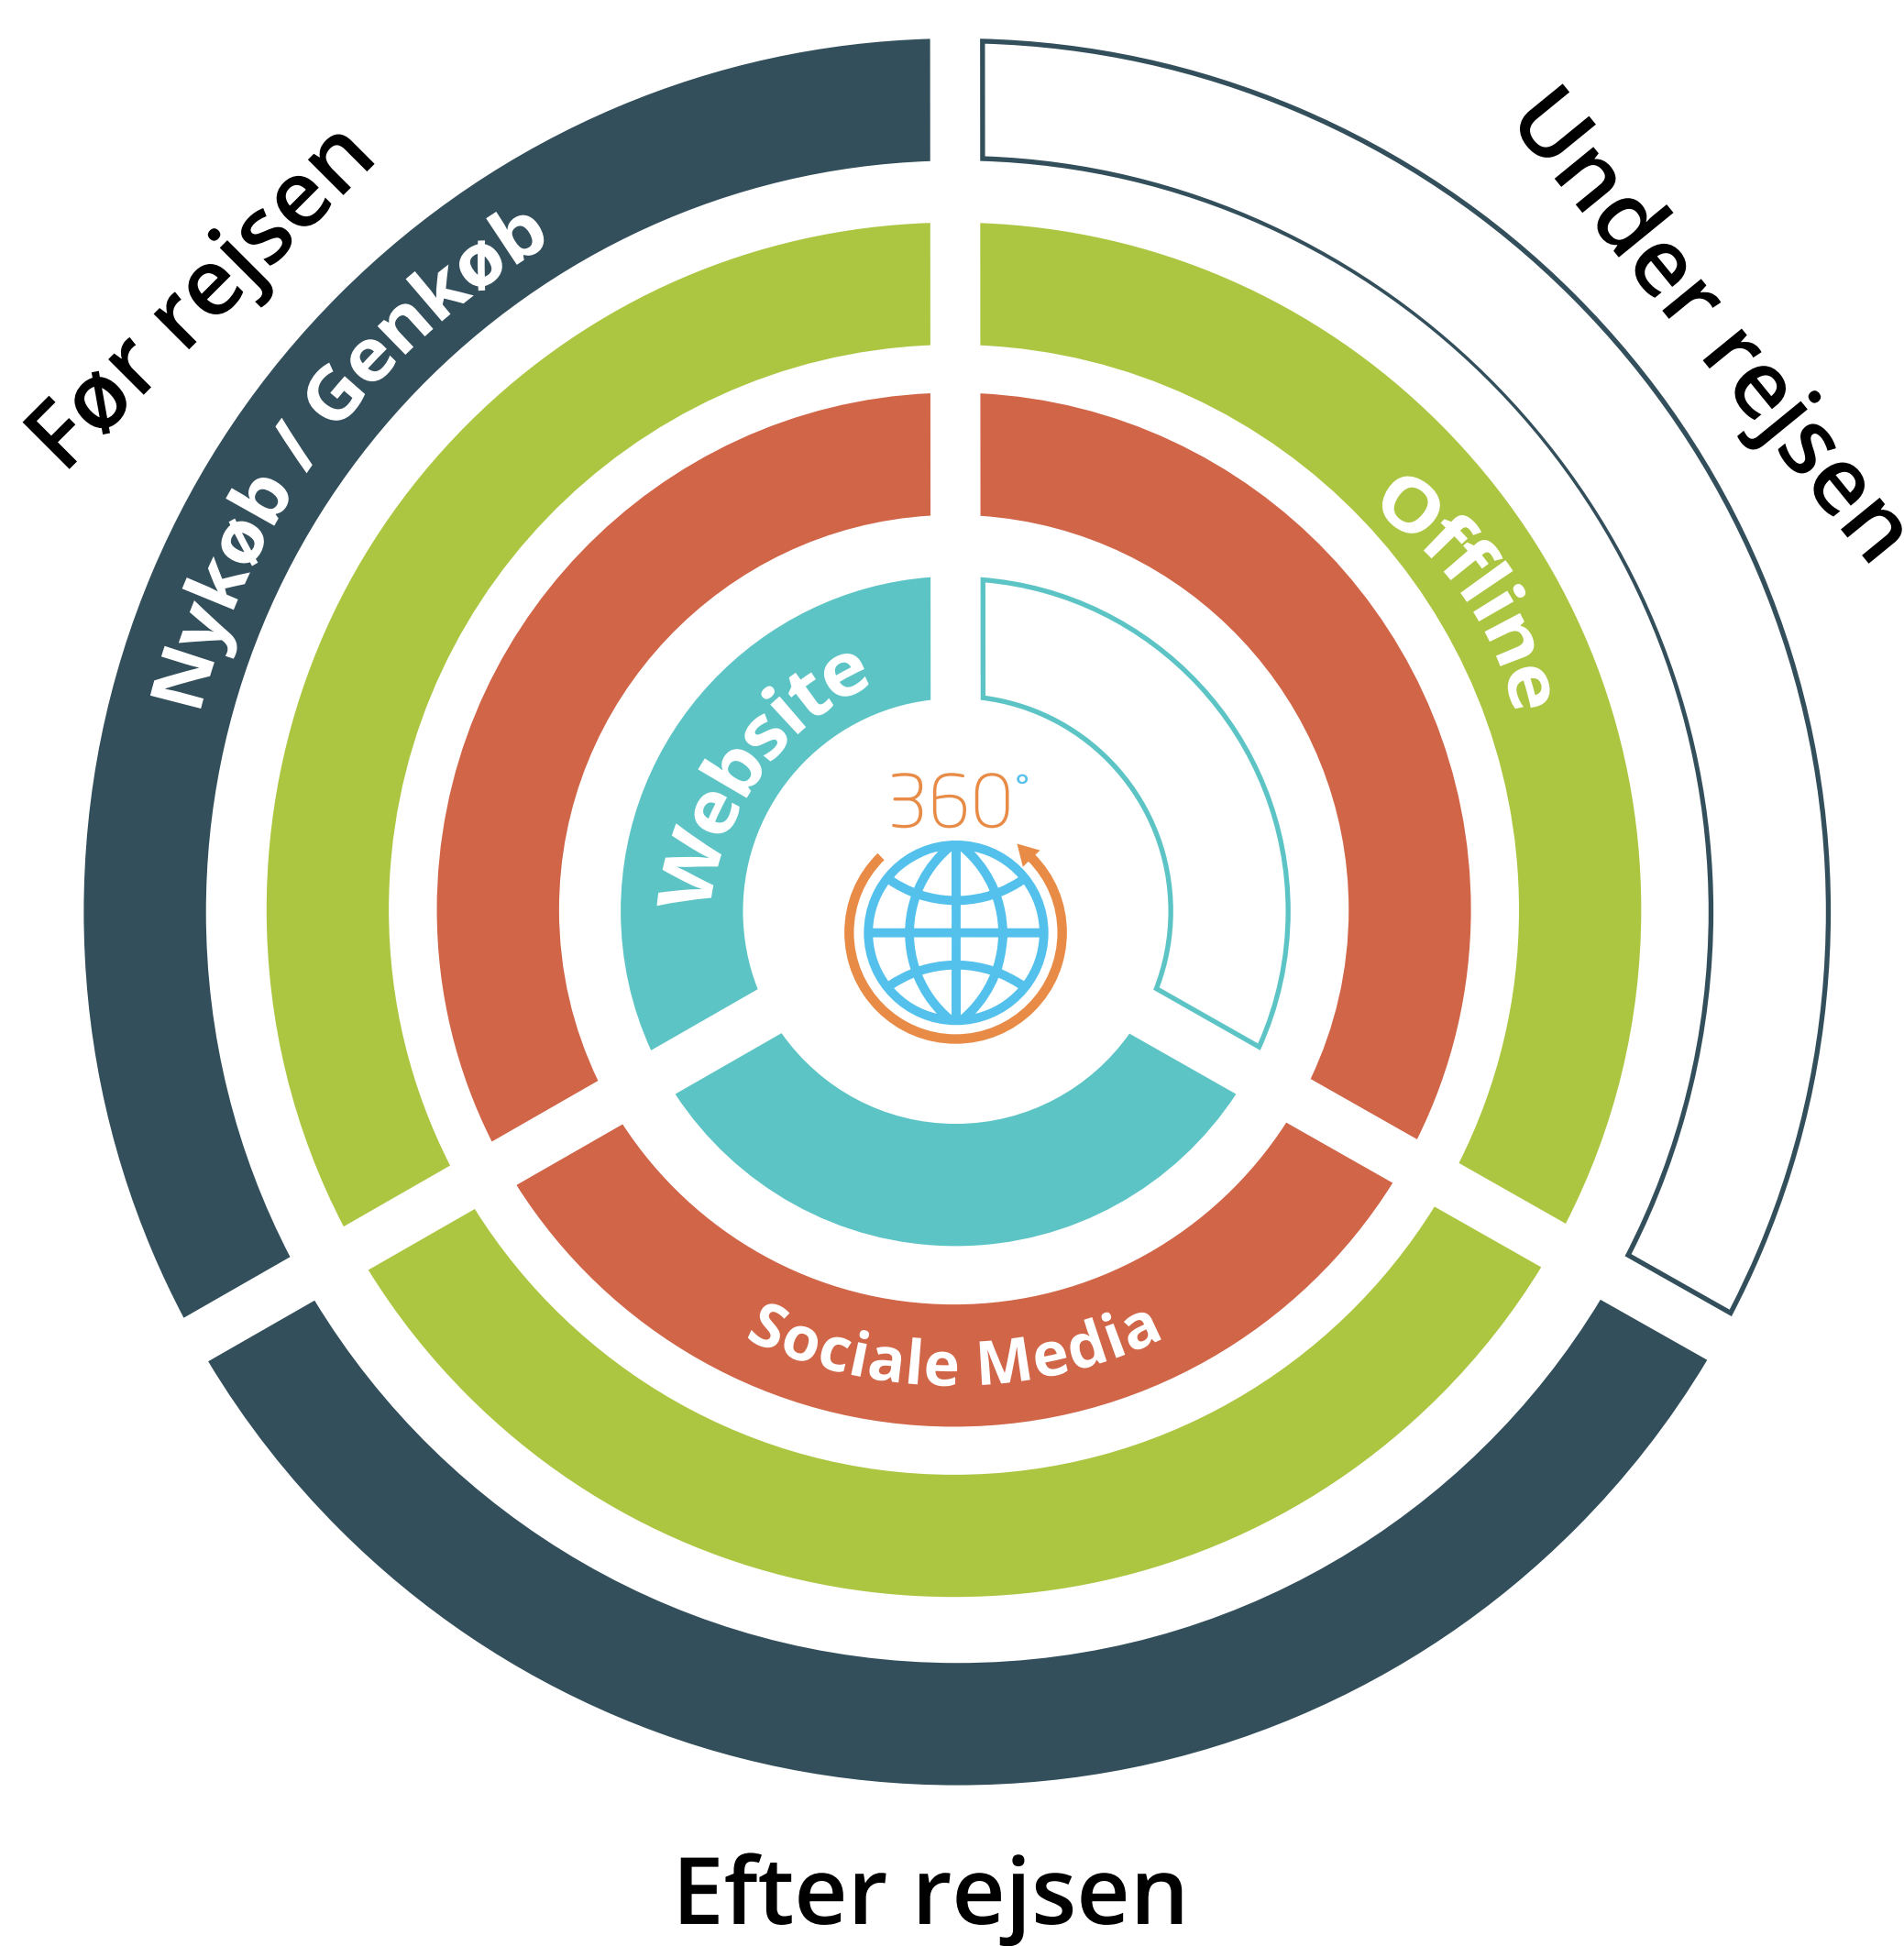 Før rejsen
Under rejsen
Nykøb / Genkøb
Offline
Website
360°
Sociale Media
Efter rejsen